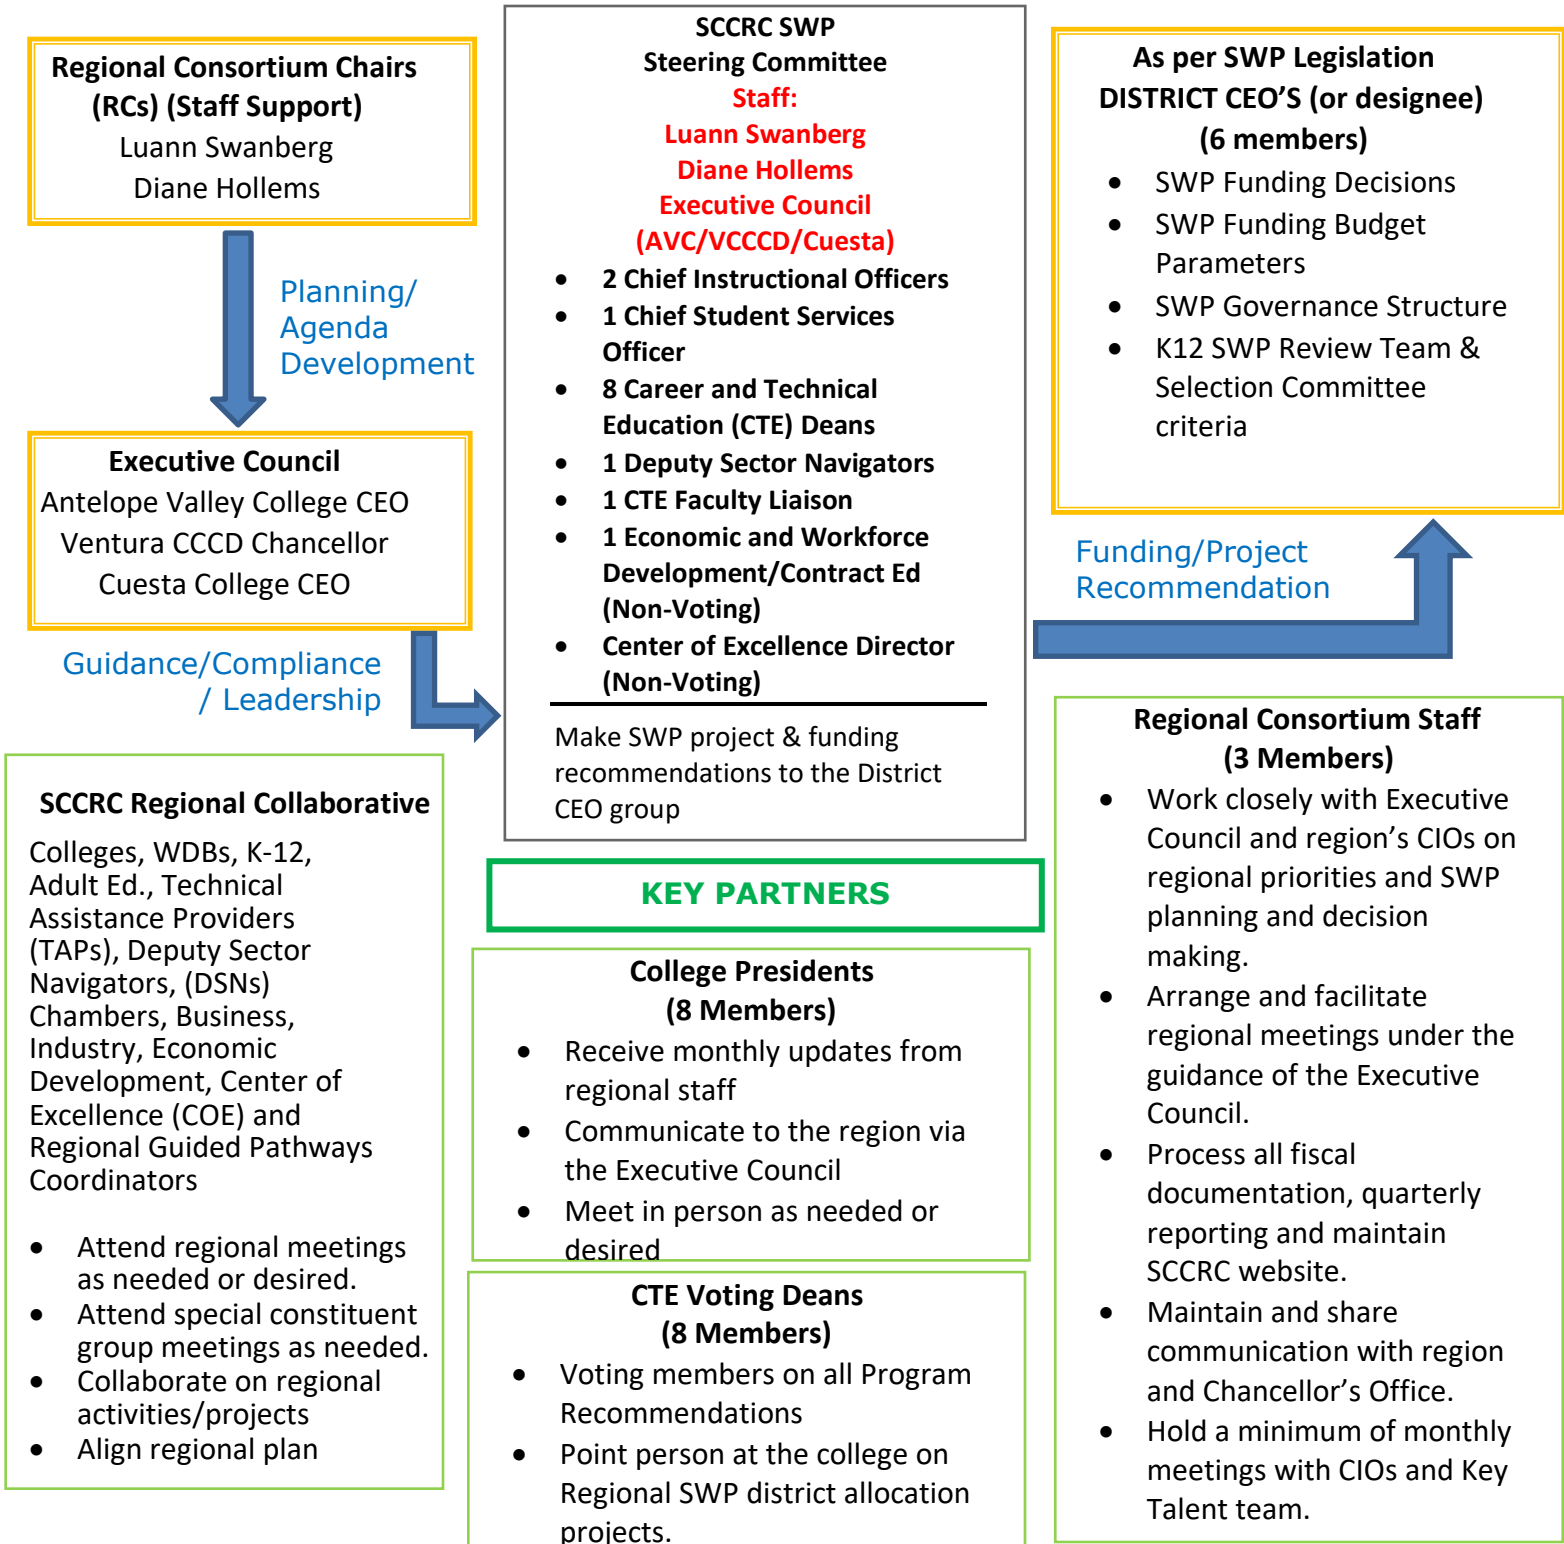 Regional Consortium Chairs
(RCs) (Staff Support)
Luann Swanberg
Diane Hollems
Planning/
Agenda
Development
Executive Council
Antelope Valley College CEO
Ventura CCCD Chancellor
Cuesta College CEO
Guidance/Compliance
/ Leadership
SCCRC SWP
Steering Committee
Staff:
Luann Swanberg
Diane Hollems
Executive Council
(AVC/VCCCD/Cuesta)
• 2 Chief Instructional Officers
• 1 Chief Student Services
Officer
• 8 Career and Technical
Education (CTE) Deans
• 1 Deputy Sector Navigators
• 1 CTE Faculty Liaison
• 1 Economic and Workforce
Development/Contract Ed
(Non-Voting)
• Center of Excellence Director
(Non-Voting)
Make SWP project & funding
recommendations to the District
CEO group
As per SWP Legislation
DISTRICT CEO’S (or designee)
(6 members)
• SWP Funding Decisions
• SWP Funding Budget
Parameters
• SWP Governance Structure
• K12 SWP Review Team &
Selection Committee
criteria
Funding/Project
Recommendation
SCCRC Regional Collaborative
Colleges, WDBs, K-12,
Adult Ed., Technical
Assistance Providers
(TAPs), Deputy Sector
Navigators, (DSNs)
Chambers, Business,
Industry, Economic
Development, Center of
Excellence (COE) and
Regional Guided Pathways
Coordinators
• Attend regional meetings
as needed or desired.
• Attend special constituent
group meetings as needed.
• Collaborate on regional
activities/projects
• Align regional plan
KEY PARTNERS
College Presidents
(8 Members)
• Receive monthly updates from
regional staff
• Communicate to the region via
the Executive Council
• Meet in person as needed or
desired
CTE Voting Deans
(8 Members)
• Voting members on all Program
Recommendations
• Point person at the college on
Regional SWP district allocation
projects.
Regional Consortium Staff
(3 Members)
• Work closely with Executive
Council and region’s CIOs on
regional priorities and SWP
planning and decision
making.
• Arrange and facilitate
regional meetings under the
guidance of the Executive
Council.
• Process all fiscal
documentation, quarterly
reporting and maintain
SCCRC website.
• Maintain and share
communication with region
and Chancellor’s Office.
• Hold a minimum of monthly
meetings with CIOs and Key
Talent team.